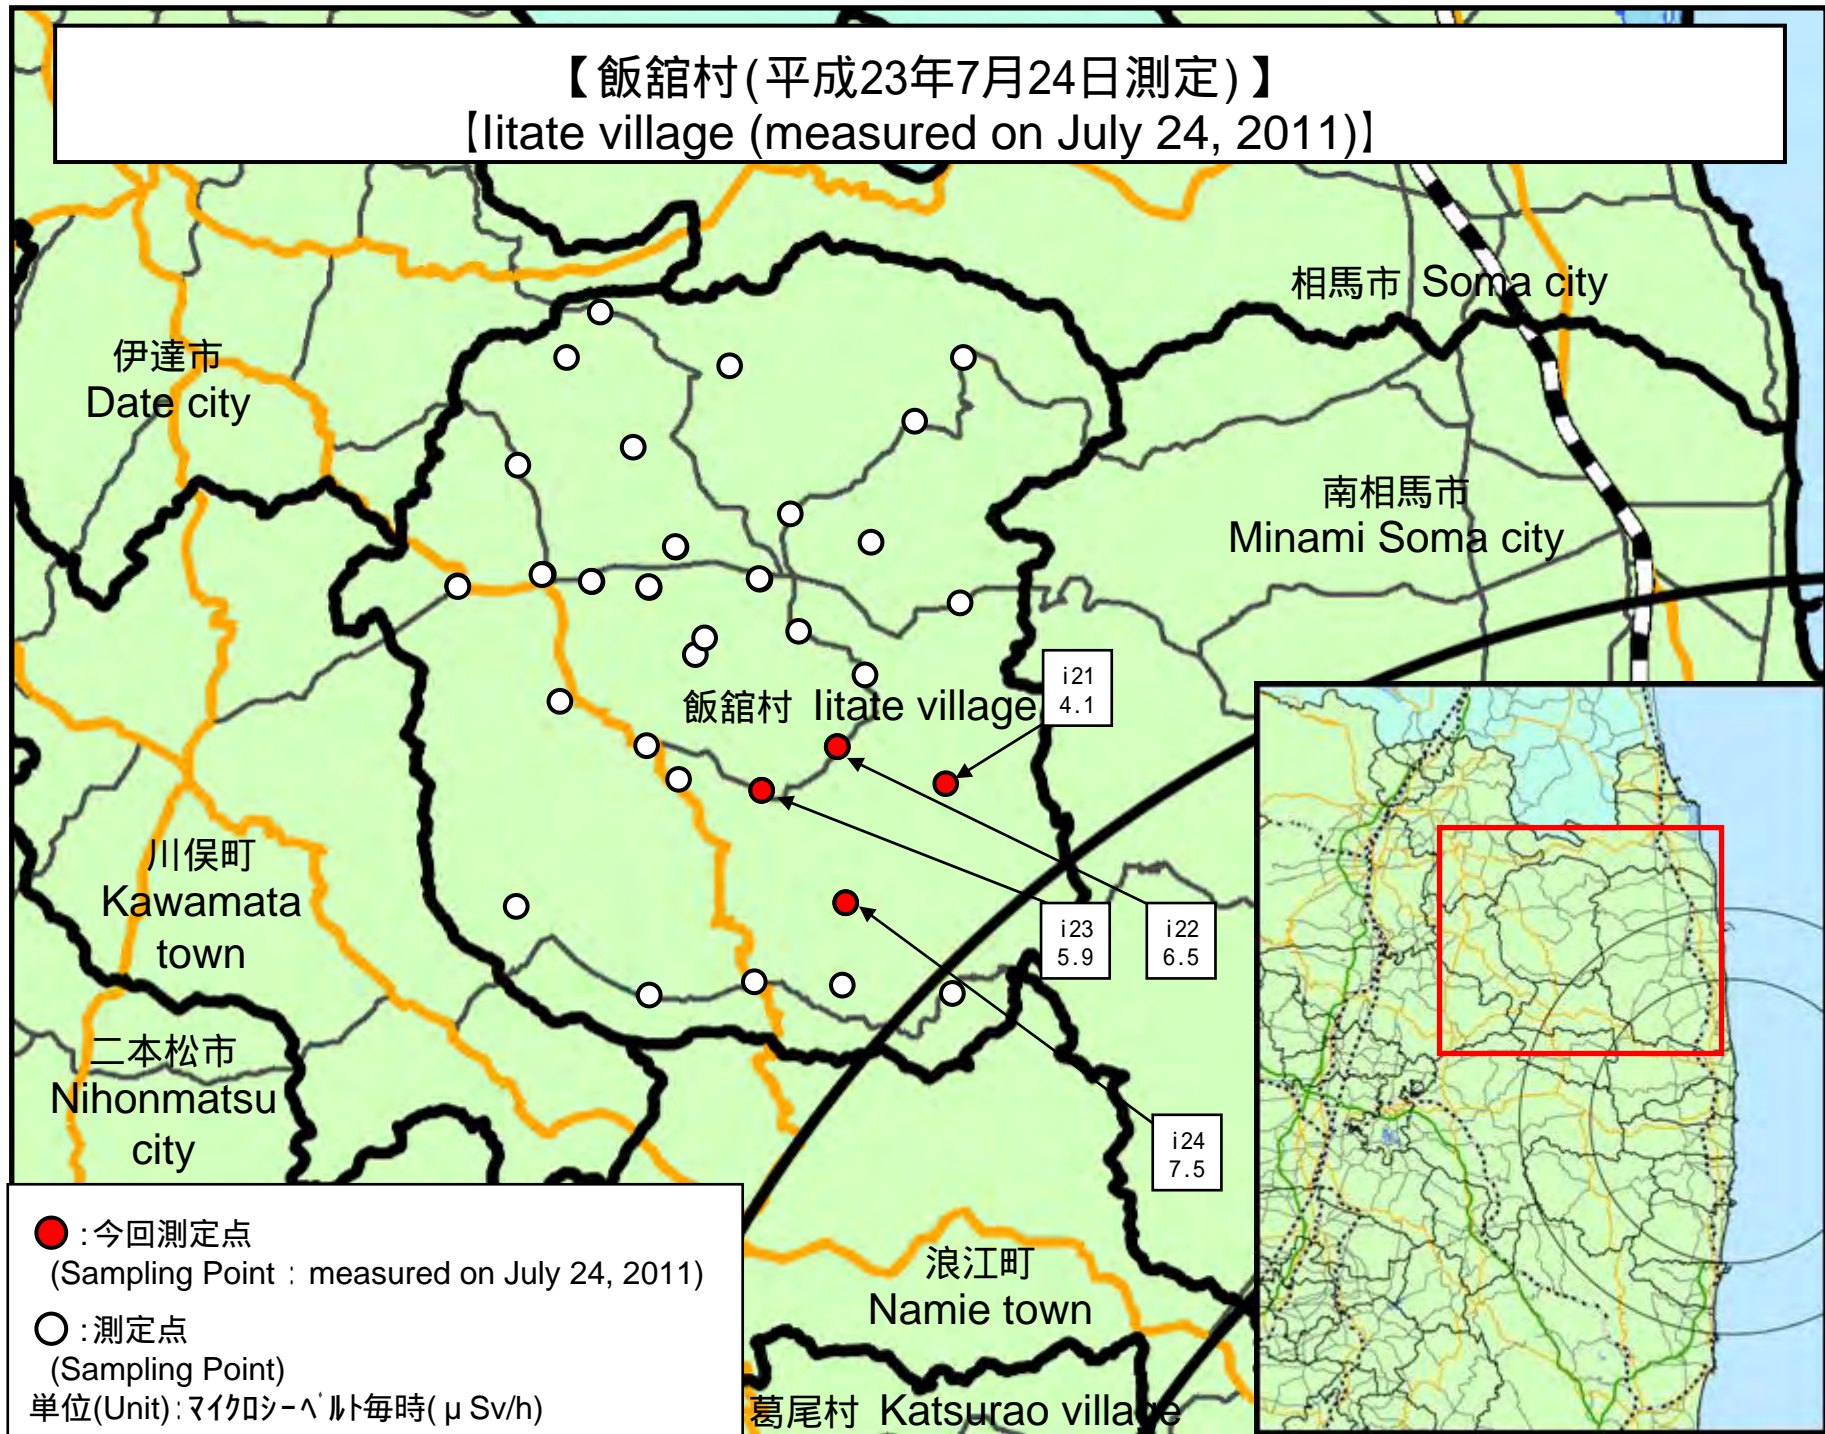 【飯舘村(平成23年7月24日測定)】
【Iitate village (measured on July 24, 2011)】
相馬市 Soma city
伊達市
Date city
南相馬市
Minami Soma city
飯舘村 Iitate village
i21
4.1
川俣町
Kawamata
town
i23
5.9
i22
6.5
二本松市
Nihonmatsu
city
i24
7.5
浪江町
Namie town
葛尾村 Katsurao village
:今回測定点
(Sampling Point : measured on July 24, 2011)
:測定点
(Sampling Point)
単位(Unit):マイクロシーベルト毎時(μSv/h)